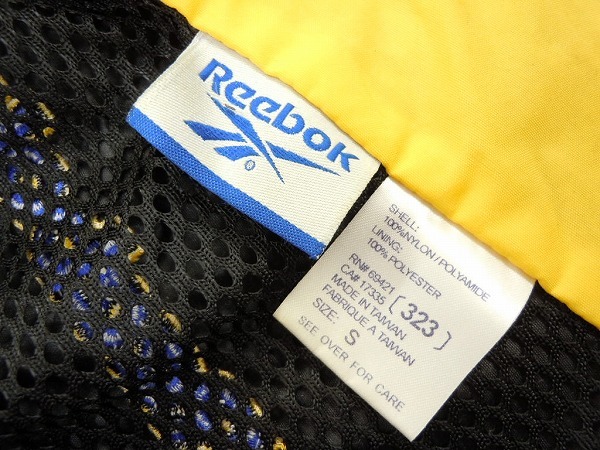 Reebok
®
SHELL:
100% NYLON / POLYAMIDE
LINING:
100% POLYESTER
RN# 69421
CA# 17335 [323]
MADE IN TAIWAN
FABRIQUE A TAIWAN
SIZE: S
SEE OVER FOR CARE